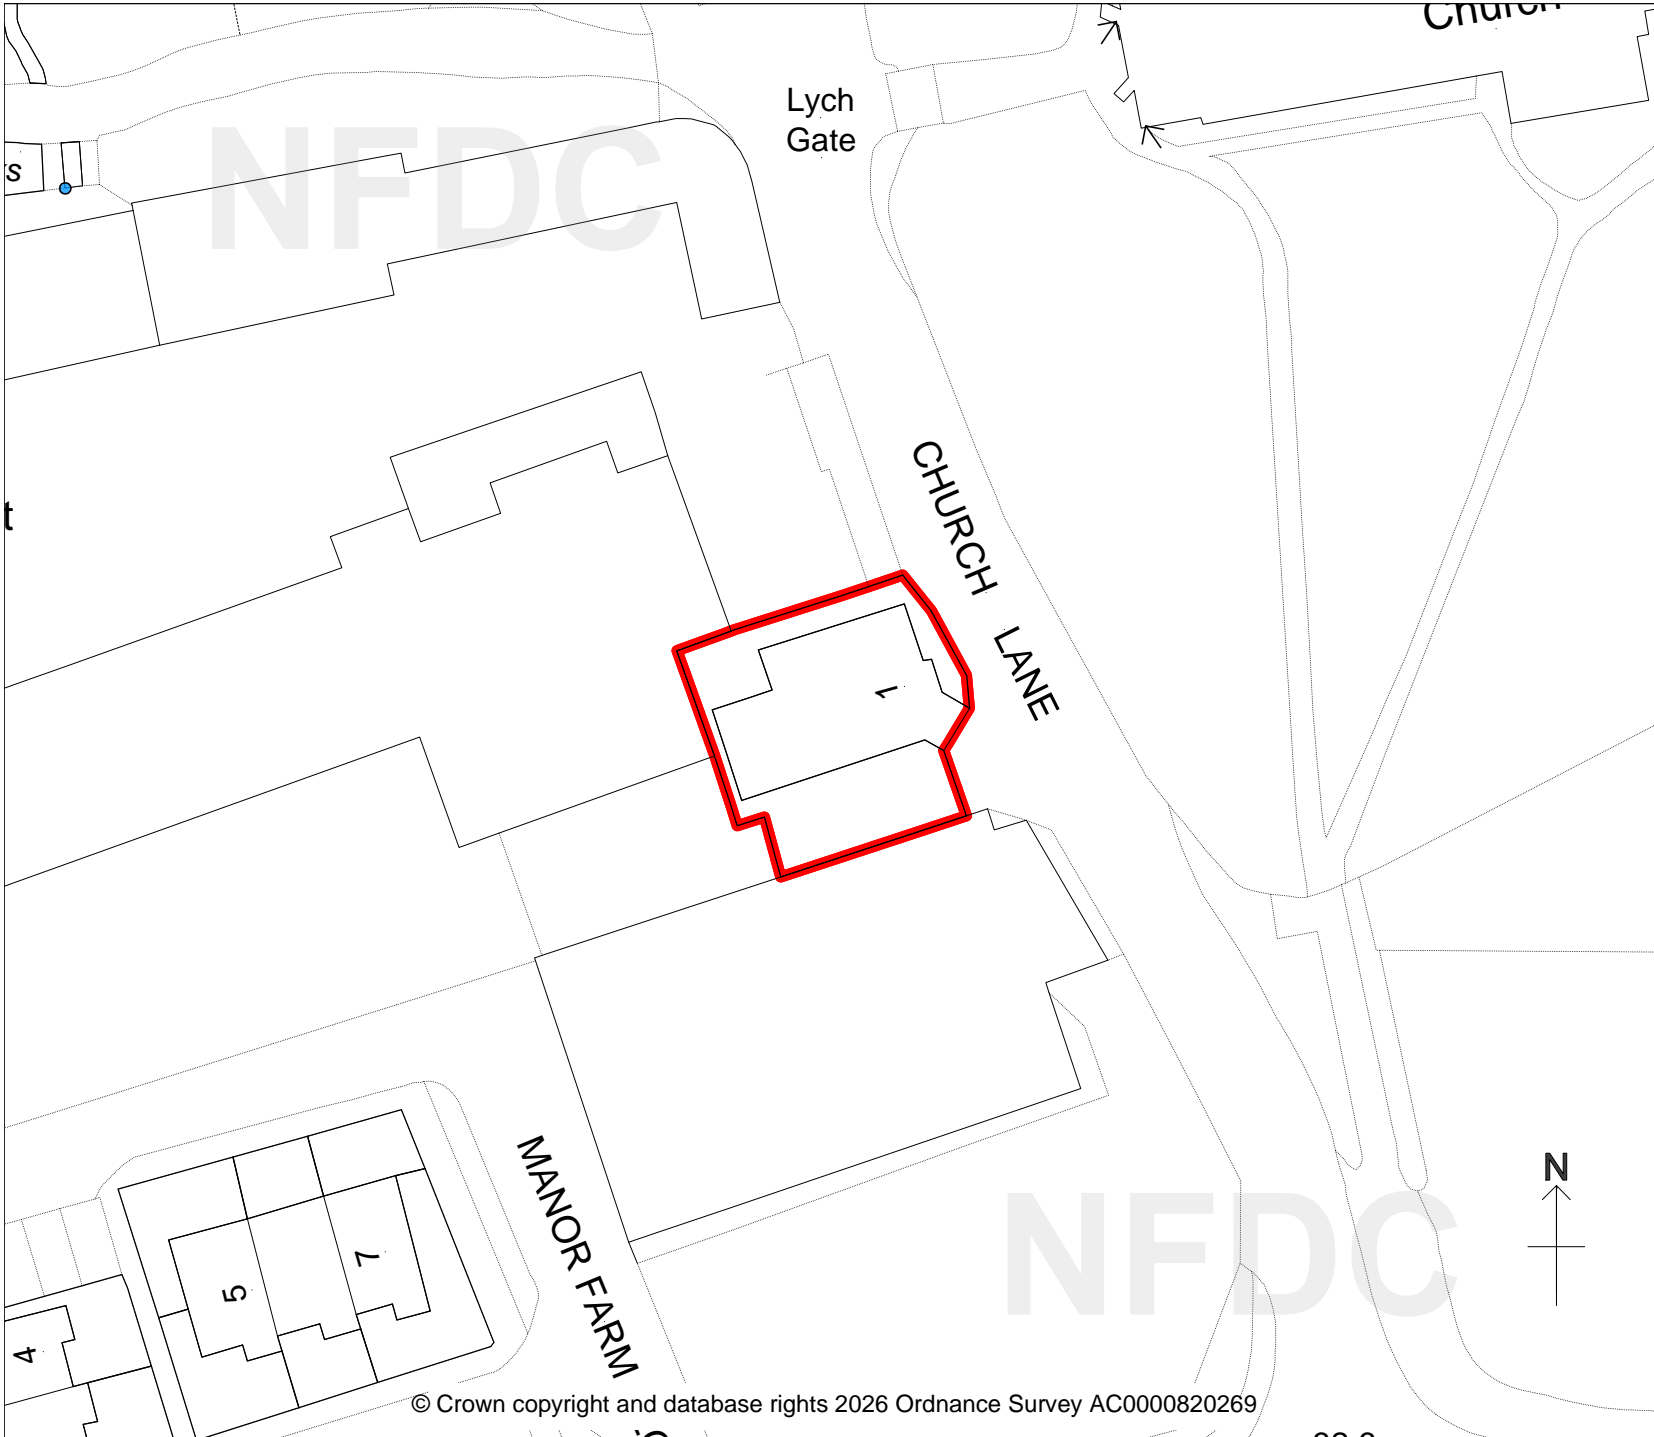 Church
Lych
Gate
NFDC
CHURCH LANE
1
MANOR FARM
N
NFDC
7
5
4
© Crown copyright and database rights 2026 Ordnance Survey AC0000820269